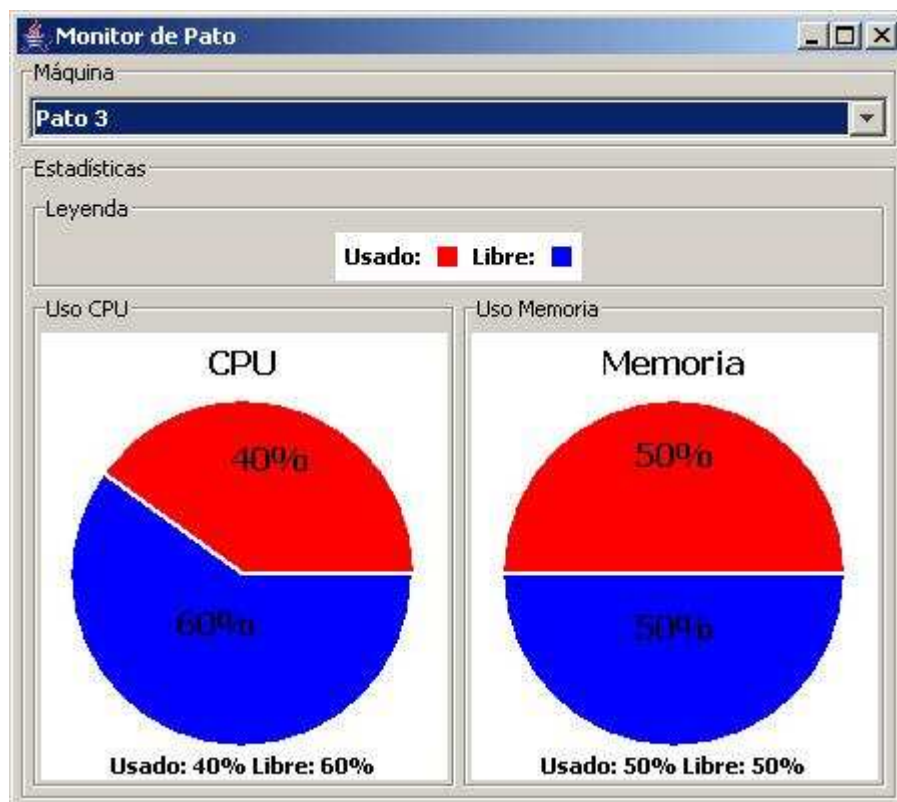 Monitor de Pato
Máquina
Pato 3
Estadísticas
Leyenda
Usado: Libre:
Uso CPU
CPU
40%
60%
Usado: 40% Libre: 60%
Uso Memoria
Memoria
50%
50%
Usado: 50% Libre: 50%